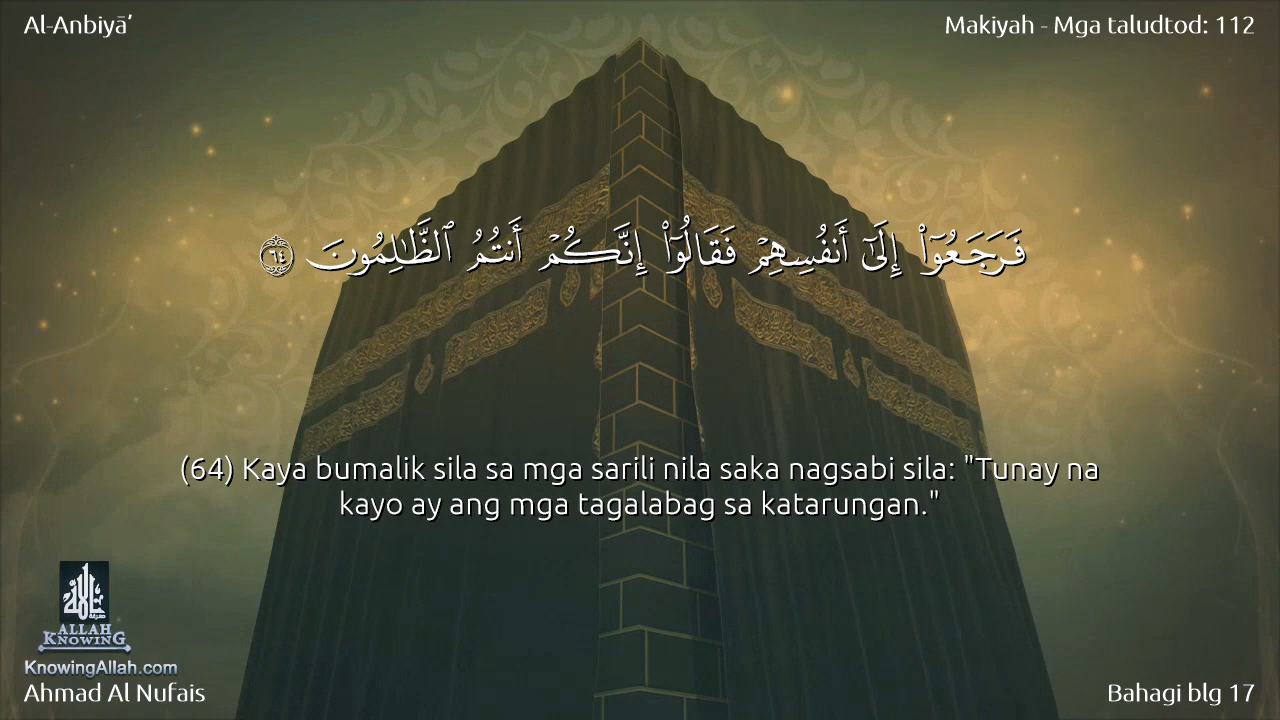 Al-Anbiyā’
Makiyah - Mga taludtod: 112
فَرَجَعُوٓا۟ إِلَىٰٓ أَنفُسِهِمْ فَقَالُوٓا۟ إِنَّكُمْ أَنتُمُ ٱلظَّٰلِمُونَ ٦٤
(64) Kaya bumalik sila sa mga sarili nila saka nagsabi sila: "Tunay na
kayo ay ang mga tagalabag sa katarungan."
ALLAH
KNOWING
KnowingAllah.com
Ahmad Al Nufais
Bahagi blg 17